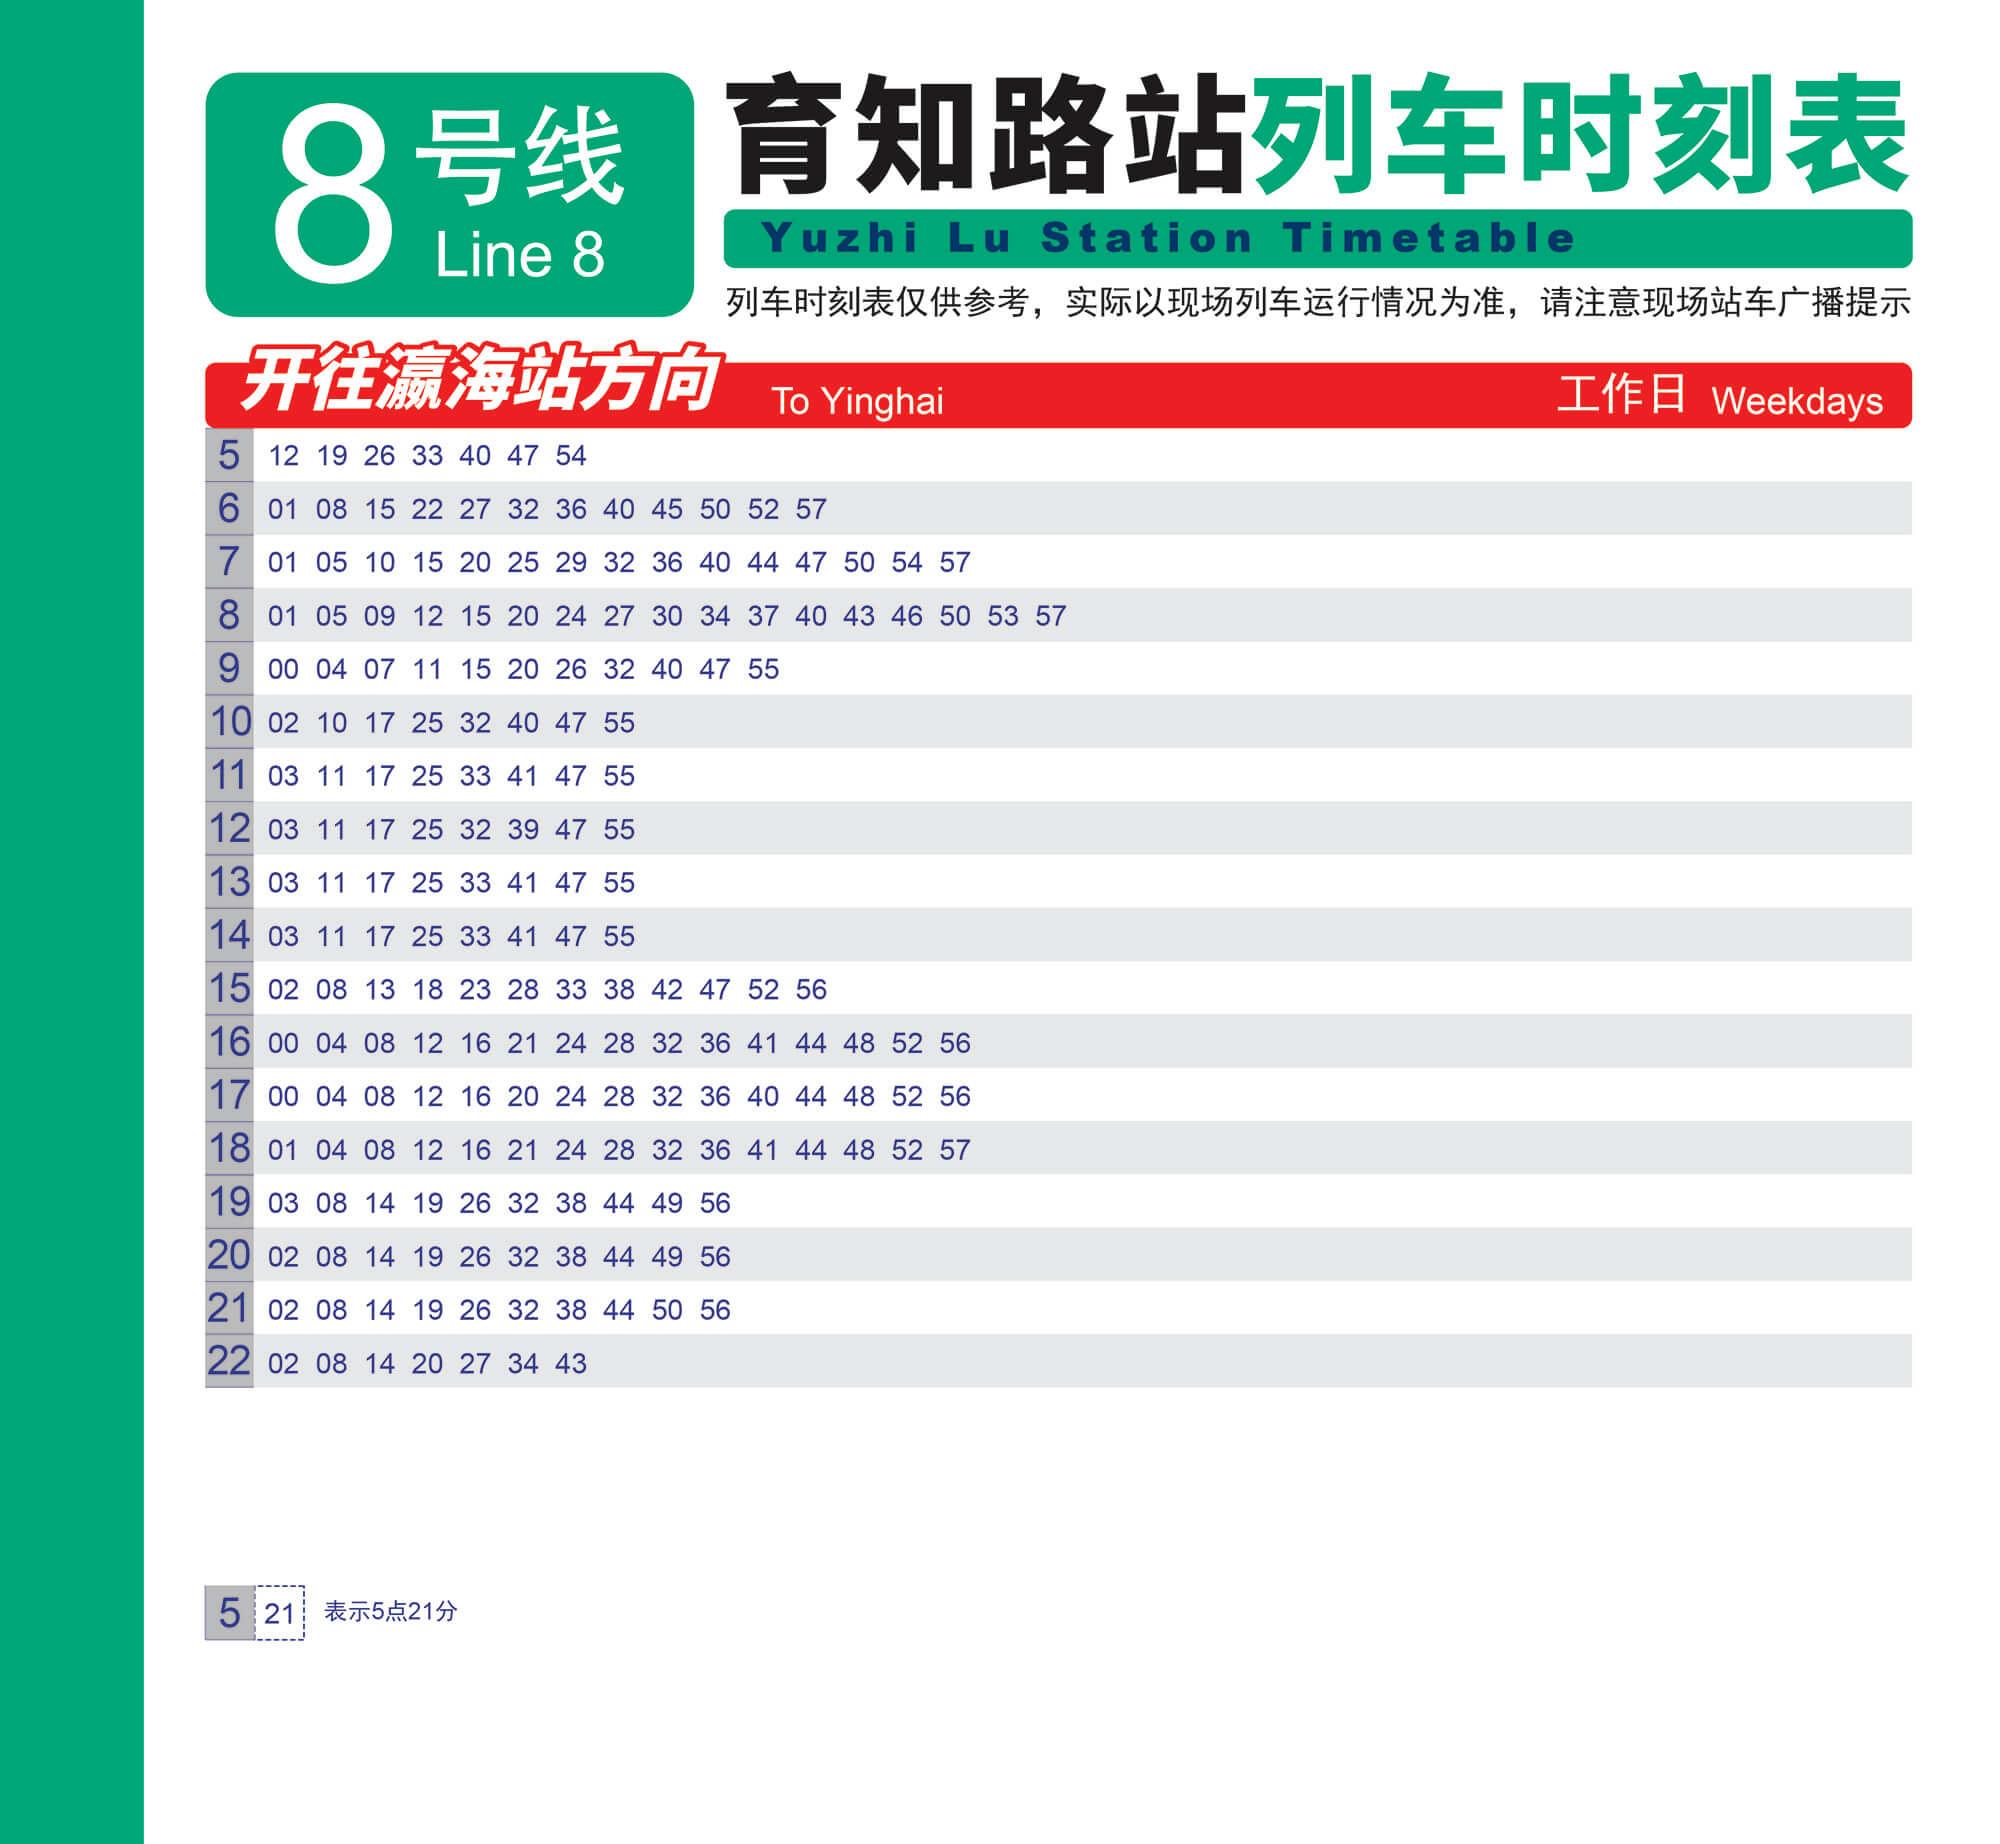 8号线
Line 8
育知路站列车时刻表
Yuzhi Lu Station Timetable
列车时刻表仅供参考，实际以现场列车运行情况为准，请注意现场站车广播提示
开往瀛海站方向 To Yinghai 工作日 Weekdays
5 12 19 26 33 40 47 54
6 01 08 15 22 27 32 36 40 45 50 52 57
7 01 05 10 15 20 25 29 32 36 40 44 47 50 54 57
8 01 05 09 12 15 20 24 27 30 34 37 40 43 46 50 53 57
9 00 04 07 11 15 20 26 32 40 47 55
10 02 10 17 25 32 40 47 55
11 03 11 17 25 33 41 47 55
12 03 11 17 25 32 39 47 55
13 03 11 17 25 33 41 47 55
14 03 11 17 25 33 41 47 55
15 02 08 13 18 23 28 33 38 42 47 52 56
16 00 04 08 12 16 21 24 28 32 36 41 44 48 52 56
17 00 04 08 12 16 20 24 28 32 36 40 44 48 52 56
18 01 04 08 12 16 21 24 28 32 36 41 44 48 52 57
19 03 08 14 19 26 32 38 44 49 56
20 02 08 14 19 26 32 38 44 49 56
21 02 08 14 19 26 32 38 44 50 56
22 02 08 14 20 27 34 43
5 21 表示5点21分